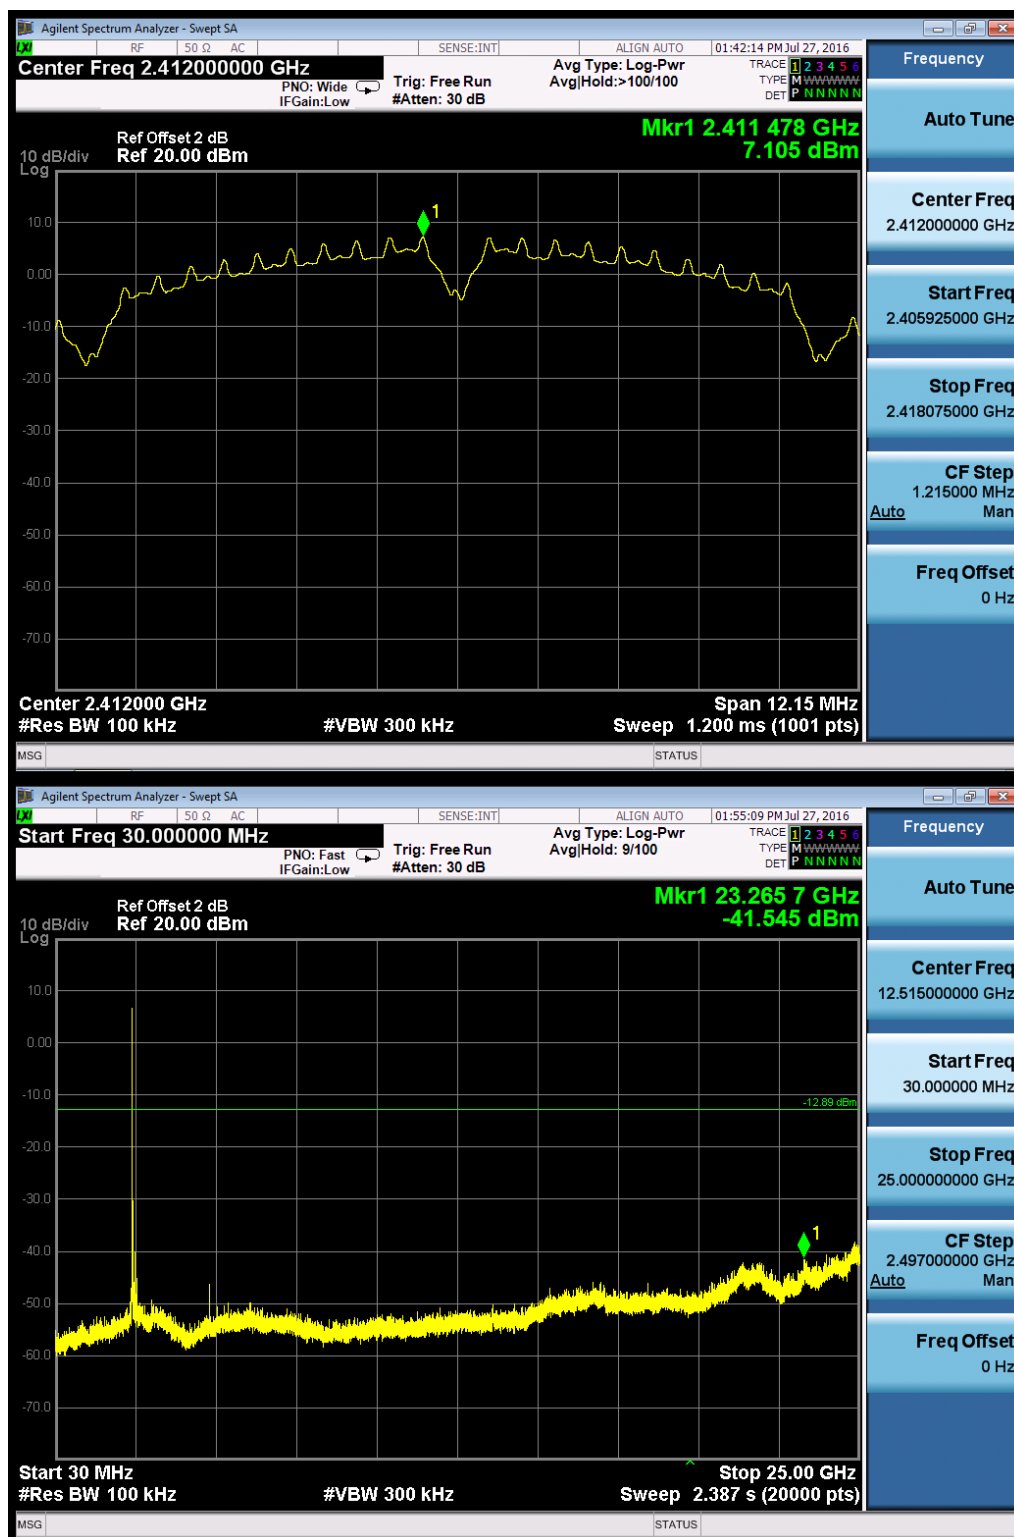 Agilent Spectrum Analyzer - Swept SA
LXI RF 50 Ω AC SENSE:INT ALIGN AUTO 01:42:14 PM Jul 27, 2016
Center Freq 2.412000000 GHz
PNO: Wide
IFGain:Low
Trig: Free Run
#Atten: 30 dB
Avg Type: Log-Pwr
Avg|Hold:>100/100
TRACE 1 2 3 4 5 6
TYPE M WWWWW
DET P N N N N N
Frequency
Auto Tune
Mkr1 2.411 478 GHz
7.105 dBm
Ref Offset 2 dB
10 dB/div Ref 20.00 dBm
Log
1
10.0
0.00
-10.0
-20.0
-30.0
-40.0
-50.0
-60.0
-70.0
Center Freq
2.412000000 GHz
Start Freq
2.405925000 GHz
Stop Freq
2.418075000 GHz
CF Step
1.215000 MHz
Auto Man
Freq Offset
0 Hz
Center 2.412000 GHz Span 12.15 MHz
#Res BW 100 kHz #VBW 300 kHz Sweep 1.200 ms (1001 pts)
MSG STATUS
Agilent Spectrum Analyzer - Swept SA
LXI RF 50 Ω AC SENSE:INT ALIGN AUTO 01:55:09 PM Jul 27, 2016
Start Freq 30.000000 MHz
PNO: Fast
IFGain:Low
Trig: Free Run
#Atten: 30 dB
Avg Type: Log-Pwr
Avg|Hold: 9/100
TRACE 1 2 3 4 5 6
TYPE M WWWWW
DET P N N N N N
Frequency
Auto Tune
Mkr1 23.265 7 GHz
-41.545 dBm
Ref Offset 2 dB
10 dB/div Ref 20.00 dBm
Log
10.0
0.00
-10.0
-12.89 dBm
-20.0
-30.0
-40.0
1
-50.0
-60.0
-70.0
Center Freq
12.515000000 GHz
Start Freq
30.000000 MHz
Stop Freq
25.000000000 GHz
CF Step
2.497000000 GHz
Auto Man
Freq Offset
0 Hz
Start 30 MHz Stop 25.00 GHz
#Res BW 100 kHz #VBW 300 kHz Sweep 2.387 s (20000 pts)
MSG STATUS